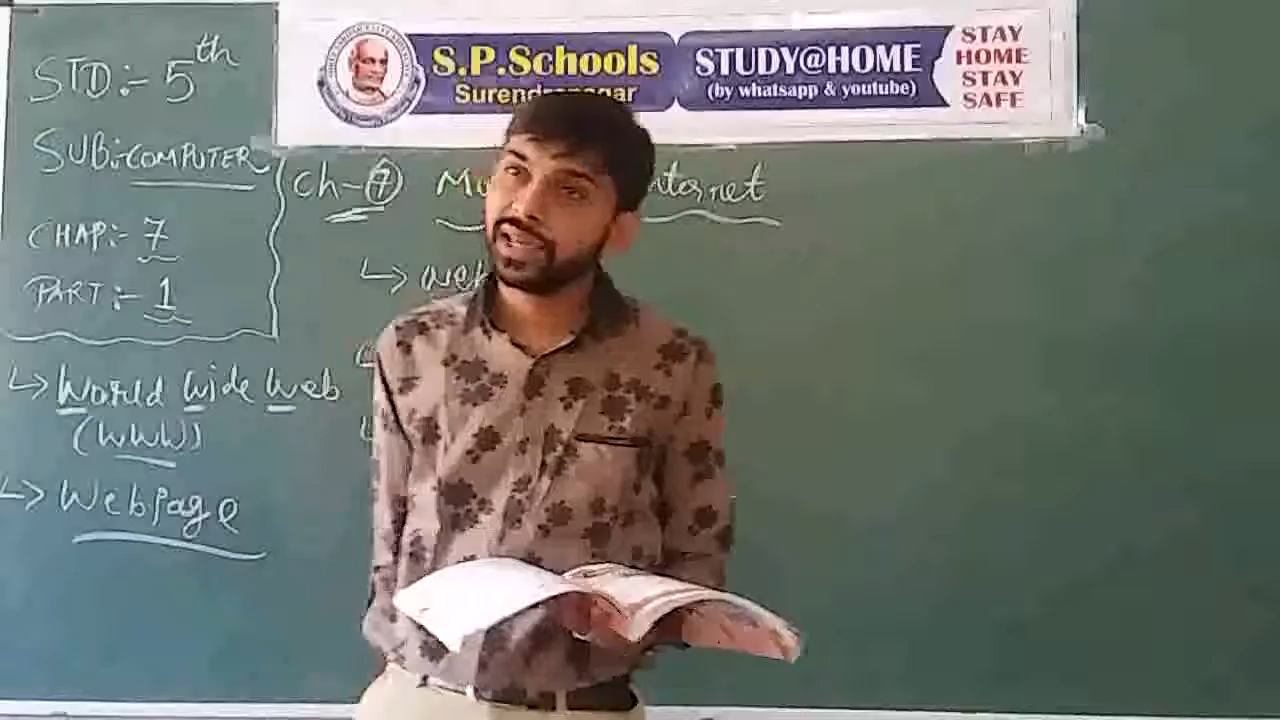 STD:- 5th
SUB:- COMPUTER
CHAP:- 7
PART:- 1
World Wide Web
(WWW)
Webpage
S.P.Schools
Surendranagar
STUDY@HOME
(by whatsapp & youtube)
STAY
HOME
STAY
SAFE
Ch-7